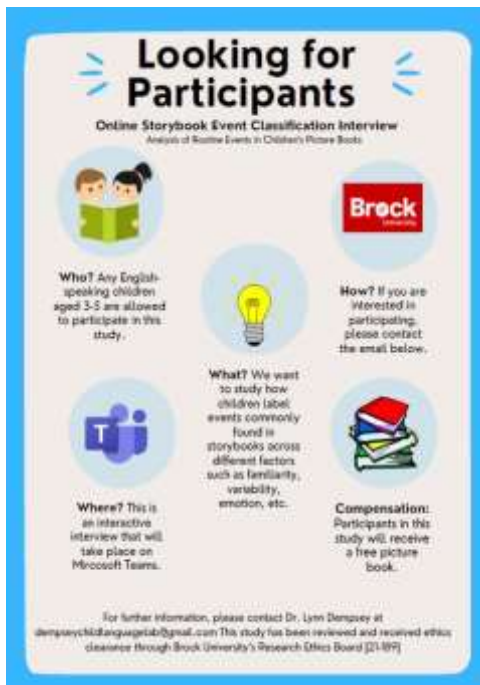 Looking for
Participants
Online Storybook Event Classification Interview
Analysis of Routine Events in Children's Picture Books
Who? Any English-
speaking children
aged 3-5 are allowed
to participate in this
study.
Brock
University
How? If you are
interested in
participating,
please contact
the email below.
What? We want
to study how
children label
events commonly
found in
storybooks across
different factors
such as familiarity,
variability,
emotion, etc.
T
Where? This is
an interactive
interview that will
take place on
Mircosoft Teams.
Compensation:
Participants in this
study will receive
a free picture
book.
For further information, please contact Dr. Lynn Dempsey at
dempseychildlanguagelab@gmail.com This study has been reviewed and received ethics
clearance through Brock University's Research Ethics Board [21-189]